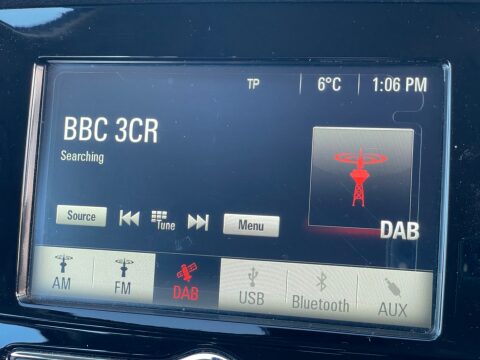 TP 6°C 1:06 PM
BBC 3CR
Searching
DAB
Source Tune Menu
AM FM DAB USB Bluetooth AUX